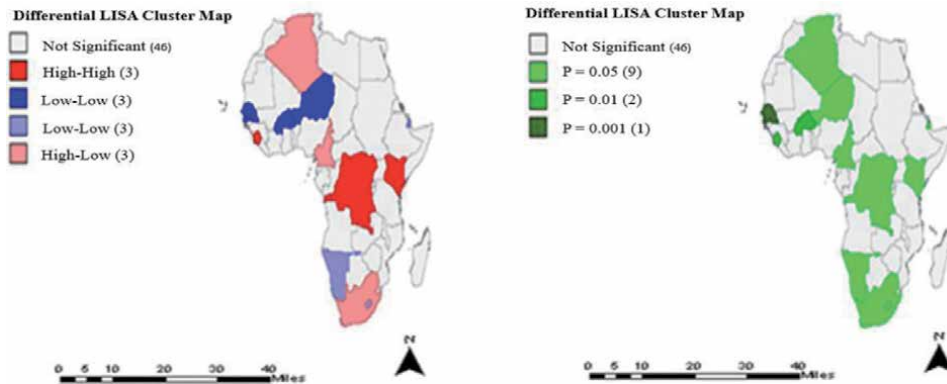 Differential LISA Cluster Map
Not Significant (46)
High-High (3)
Low-Low (3)
Low-Low (3)
High-Low (3)
N
0 5 10 20 30 40
Miles
Differential LISA Cluster Map
Not Significant (46)
P = 0.05 (9)
P = 0.01 (2)
P = 0.001 (1)
N
0 5 10 20 30 40
Miles